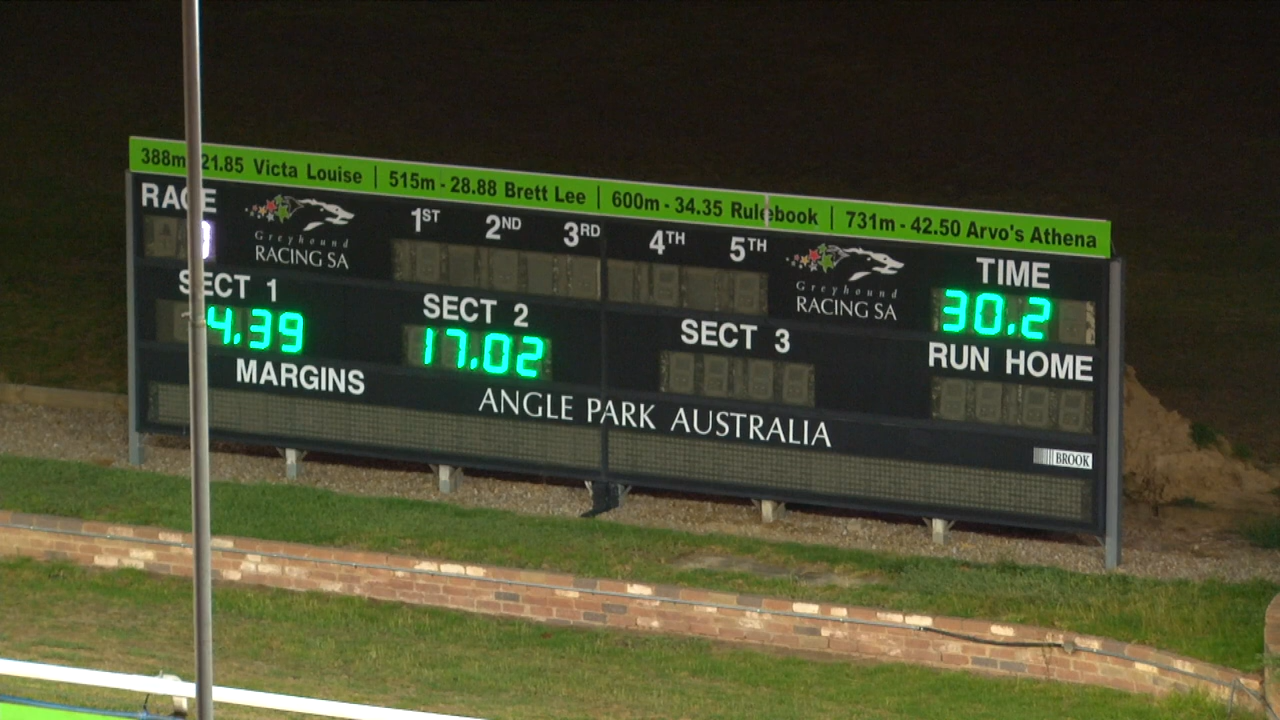 388m 21.85 Victa Louise | 515m - 28.88 Brett Lee | 600m - 34.35 Rulebook | 731m - 42.50 Arvo's Athena
RACE
Greyhound
RACING SA
1ST 2ND 3RD 4TH 5TH
Greyhound
RACING SA
TIME
30.2
SECT 1
4.39
SECT 2
17.02
SECT 3
RUN HOME
MARGINS
ANGLE PARK AUSTRALIA
BROOK